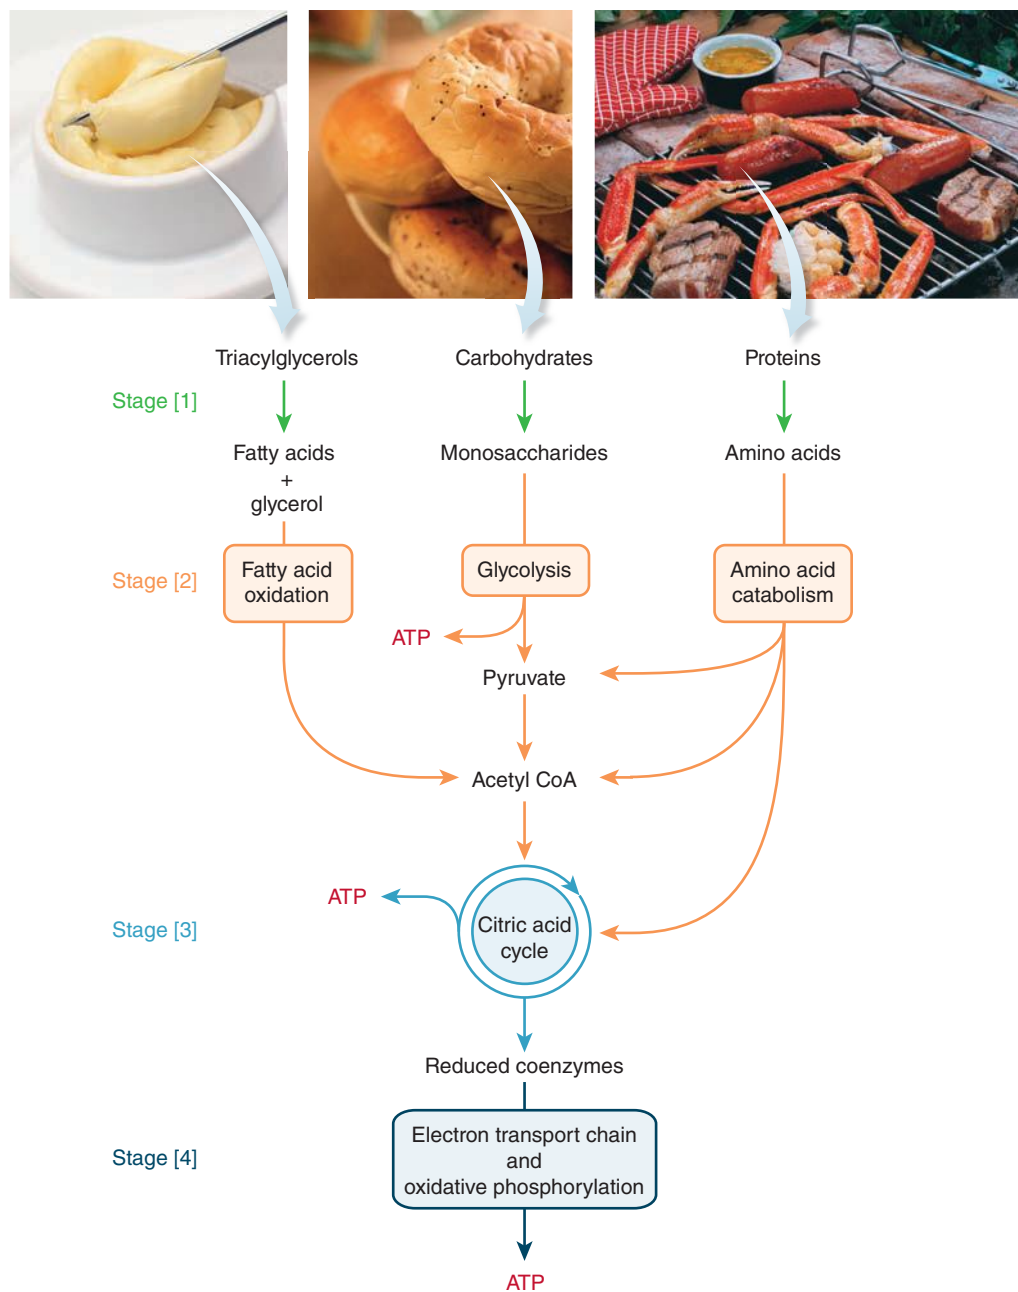 Triacylglycerols
Carbohydrates
Proteins
Stage [1]
Fatty acids
+
glycerol
Monosaccharides
Amino acids
Stage [2]
Fatty acid
oxidation
Glycolysis
Amino acid
catabolism
ATP
Pyruvate
Acetyl CoA
ATP
Stage [3]
Citric acid
cycle
Reduced coenzymes
Stage [4]
Electron transport chain
and
oxidative phosphorylation
ATP